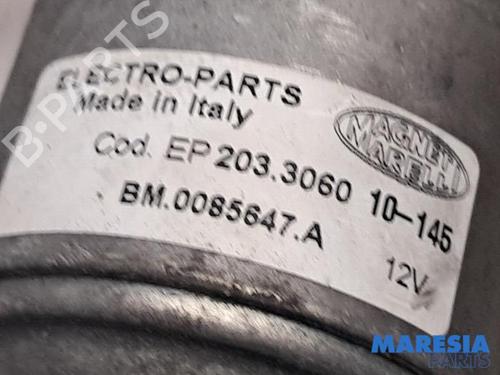 B-PARTS
ELECTRO-PARTS
Made in Italy
MAGNETI
MARELLI
Cod. EP 203.3060 10-145
BM.0085647.A
12V
MARESIA
PARTS